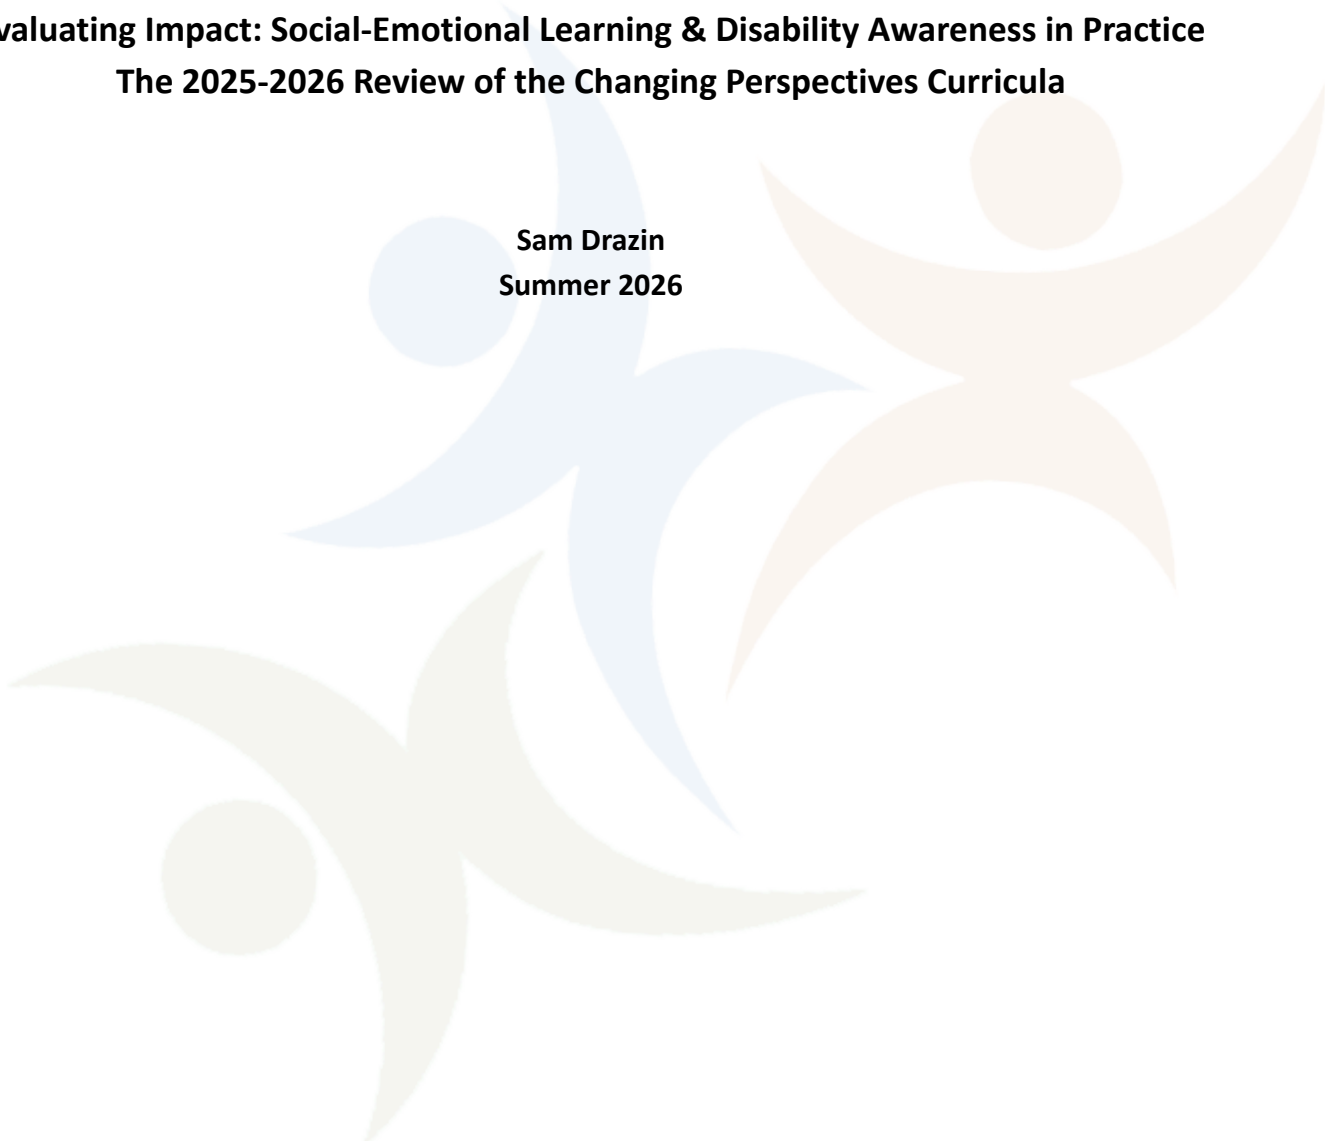 valuating Impact: Social-Emotional Learning & Disability Awareness in Practice
The 2025-2026 Review of the Changing Perspectives Curricula
Sam Drazin
Summer 2026